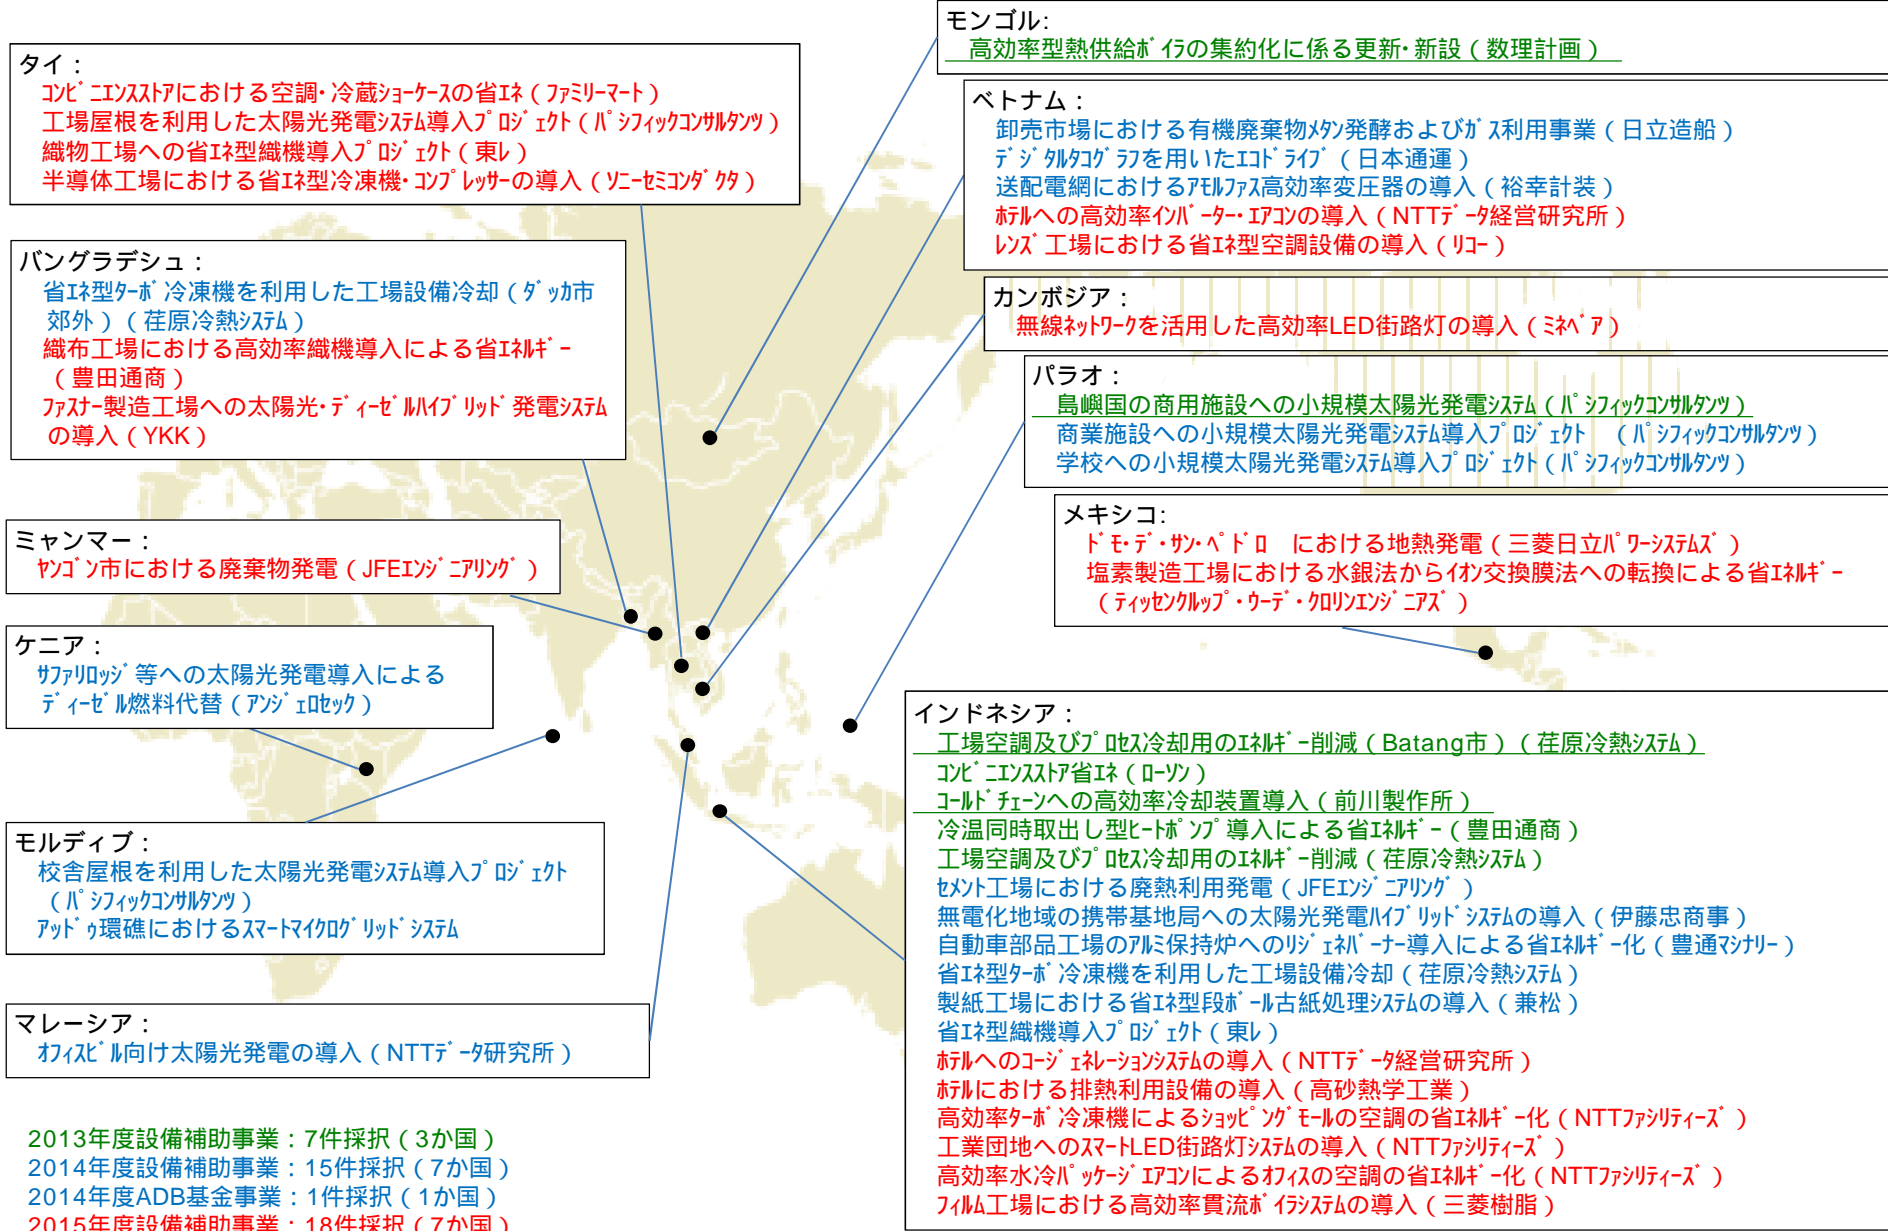 タイ：
コンビニエンスストアにおける空調・冷蔵ショーケースの省エネ（ファミリーマート）
工場屋根を利用した太陽光発電システム導入プロジェクト（パシフィックコンサルタンツ）
織物工場への省エネ型織機導入プロジェクト（東レ）
半導体工場における省エネ型冷凍機・コンプレッサーの導入（ソニーセミコンダクタ）
バングラデシュ：
省エネ型ターボ冷凍機を利用した工場設備冷却（ダッカ市
郊外）（荏原冷熱システム）
織布工場における高効率織機導入による省エネルギー
（豊田通商）
ファスナー製造工場への太陽光・ディーゼルハイブリッド発電システム
の導入（YKK）
ミャンマー：
ヤンゴン市における廃棄物発電（JFEエンジニアリング）
ケニア：
サファリロッジ等への太陽光発電導入による
ディーゼル燃料代替（アンジェロセック）
モルディブ：
校舎屋根を利用した太陽光発電システム導入プロジェクト
（パシフィックコンサルタンツ）
アッドゥ環礁におけるスマートマイクログリッドシステム
マレーシア：
オフィスビル向け太陽光発電の導入（NTTデータ研究所）
2013年度設備補助事業：7件採択（3か国）
2014年度設備補助事業：15件採択（7か国）
2014年度ADB基金事業：1件採択（1か国）
2015年度設備補助事業：18件採択（7か国）
モンゴル：
高効率型熱供給ボイラの集約化に係る更新・新設（数理計画）
ベトナム：
卸売市場における有機廃棄物メタン発酵およびガス利用事業（日立造船）
デジタルタコグラフを用いたエコドライブ（日本通運）
送配電網におけるアモルファス高効率変圧器の導入（裕幸計装）
ホテルへの高効率インバーター・エアコンの導入（NTTデータ経営研究所）
レンズ工場における省エネ型空調設備の導入（リコー）
カンボジア：
無線ネットワークを活用した高効率LED街路灯の導入（ミネベア）
パラオ：
島嶼国の商用施設への小規模太陽光発電システム（パシフィックコンサルタンツ）
商業施設への小規模太陽光発電システム導入プロジェクト　（パシフィックコンサルタンツ）
学校への小規模太陽光発電システム導入プロジェクト（パシフィックコンサルタンツ）
メキシコ：
ドモ・デ・サン・ペドロ　における地熱発電（三菱日立パワーシステムズ）
塩素製造工場における水銀法からイオン交換膜法への転換による省エネルギー
（ティッセンクルップ・ウーデ・クロリンエンジニアズ）
インドネシア：
工場空調及びプロセス冷却用のエネルギー削減（Batang市）（荏原冷熱システム）
コンビニエンスストア省エネ（ローソン）
コールドチェーンへの高効率冷却装置導入（前川製作所）
冷温同時取出し型ヒートポンプ導入による省エネルギー（豊田通商）
工場空調及びプロセス冷却用のエネルギー削減（荏原冷熱システム）
セメント工場における廃熱利用発電（JFEエンジニアリング）
無電化地域の携帯基地局への太陽光発電ハイブリッドシステムの導入（伊藤忠商事）
自動車部品工場のアルミ保持炉へのリジェネバーナー導入による省エネルギー化（豊通マシナリー）
省エネ型ターボ冷凍機を利用した工場設備冷却（荏原冷熱システム）
製紙工場における省エネ型段ボール古紙処理システムの導入（兼松）
省エネ型織機導入プロジェクト（東レ）
ホテルへのコージェネレーションシステムの導入（NTTデータ経営研究所）
ホテルにおける排熱利用設備の導入（高砂熱学工業）
高効率ターボ冷凍機によるショッピングモールの空調の省エネルギー化（NTTファシリティーズ）
工業団地へのスマートLED街路灯システムの導入（NTTファシリティーズ）
高効率水冷パッケージエアコンによるオフィスの空調の省エネルギー化（NTTファシリティーズ）
フィルム工場における高効率貫流ボイラシステムの導入（三菱樹脂）